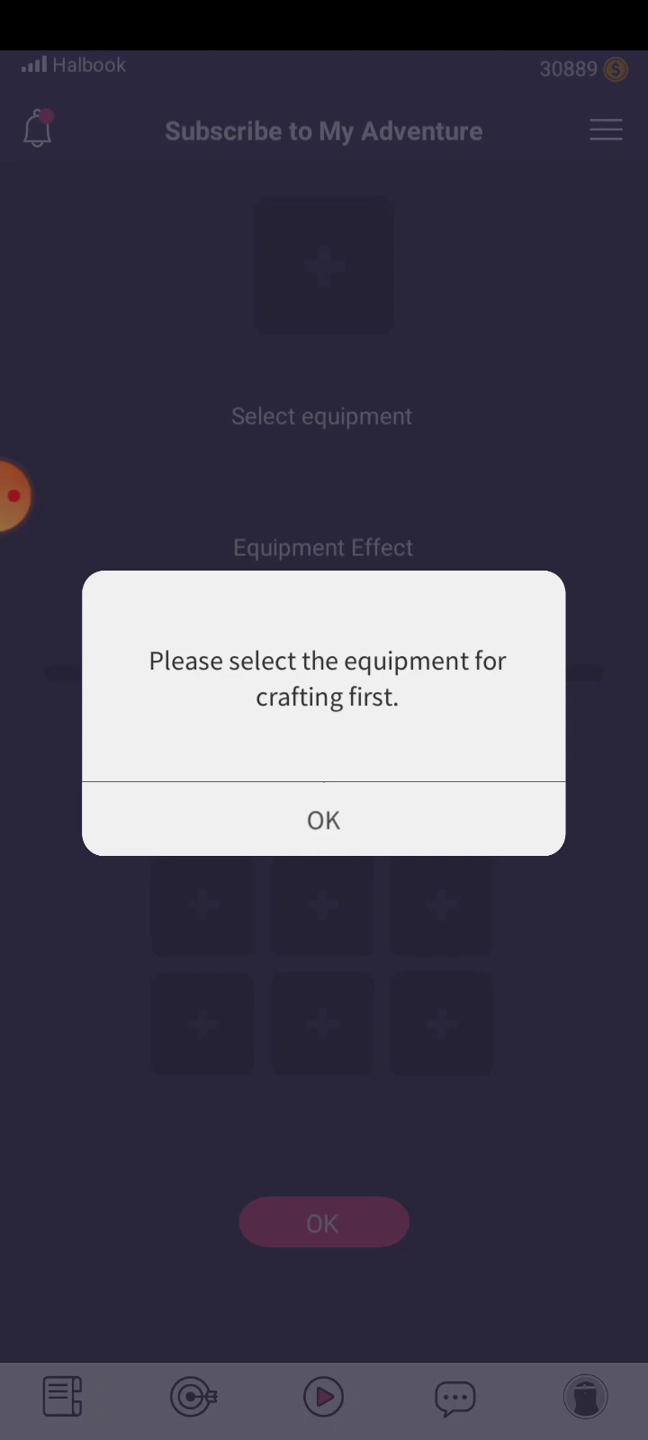 Halbook
30889
Subscribe to My Adventure
Select equipment
Equipment Effect
Please select the equipment for
crafting first.
OK
OK